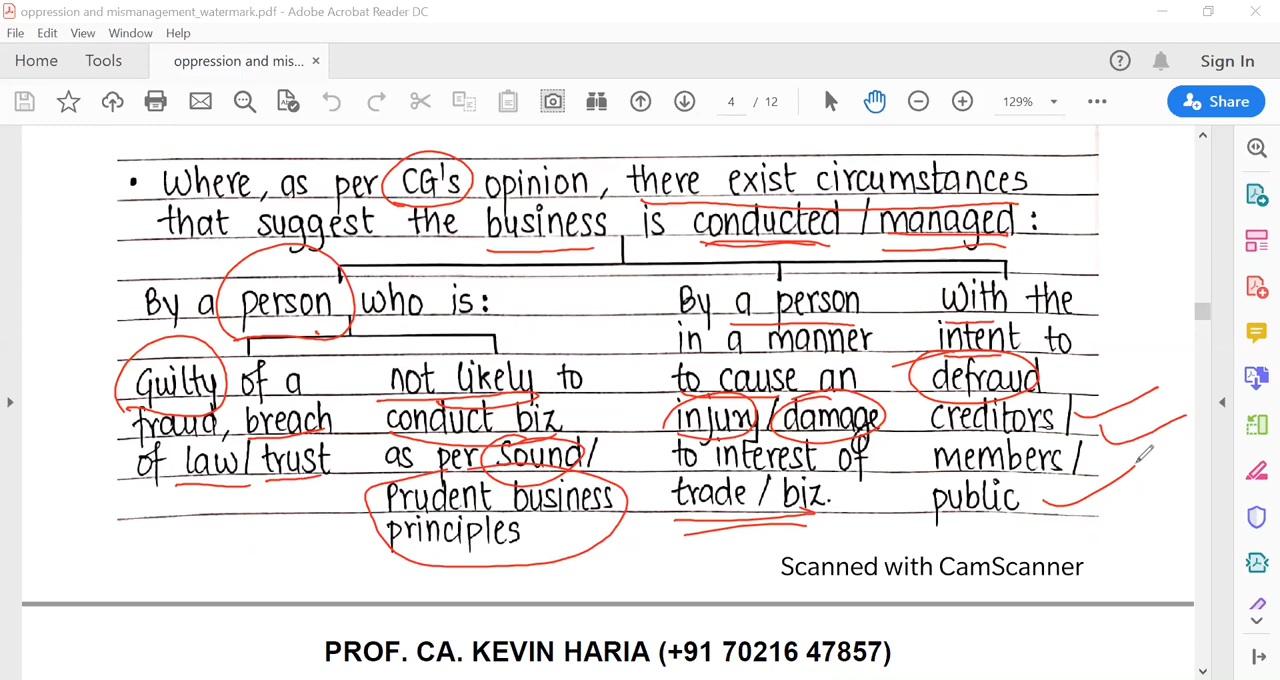 oppression and mismanagement_watermark.pdf - Adobe Acrobat Reader DC
File Edit View Window Help
Home Tools oppression and mis... × Sign In
4 / 12 129% Share
• Where, as per CG's opinion, there exist circumstances
that suggest the business is conducted / managed :
By a person who is:
Guilty of a
fraud, breach
of law/trust
not likely to
conduct biz
as per sound/
Prudent business
principles
By a person
in a manner
to cause an
injury/damage
to interest of
trade / biz.
With the
intent to
defraud
creditors/
members/
public
Scanned with CamScanner
PROF. CA. KEVIN HARIA (+91 70216 47857)